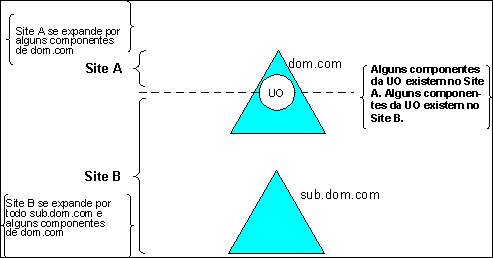 Site A se expande por
alguns componentes
de dom.com
Site A
dom.com
UO
Alguns componentes
da UO existem no Site
A. Alguns componen-
tes da UO existem no
Site B.
Site B
Site B se expande por
todo sub.dom.com e
alguns componentes
de dom.com
sub.dom.com